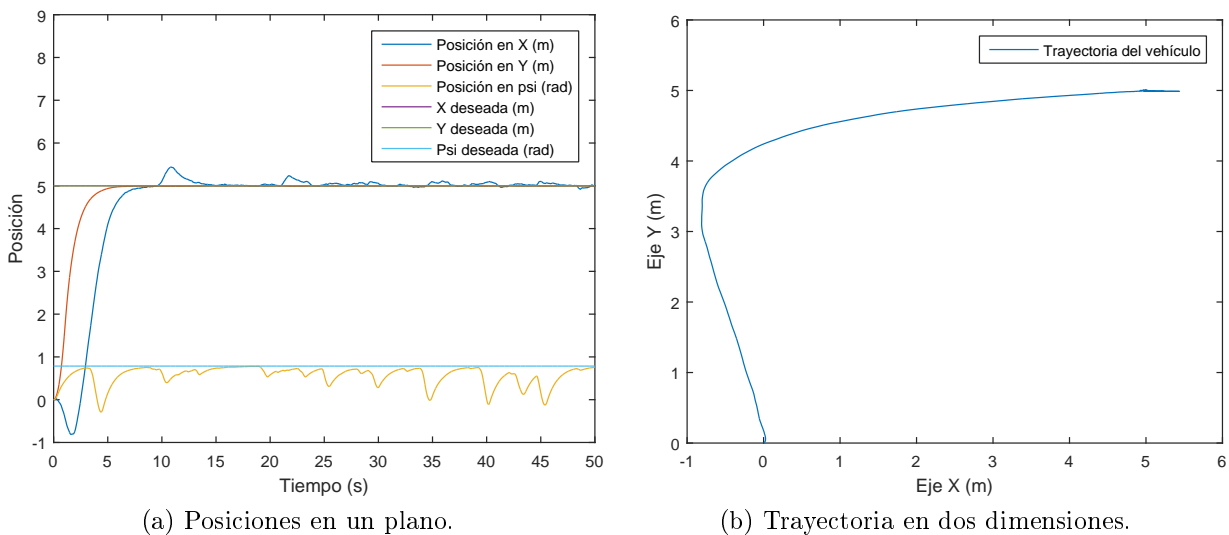 9
8
7
6
5
4
3
2
1
0
-1
Posición
Posición en X (m)
Posición en Y (m)
Posición en psi (rad)
X deseada (m)
Y deseada (m)
Psi deseada (rad)
0 5 10 15 20 25 30 35 40 45 50
Tiempo (s)
(a) Posiciones en un plano.
6
5
4
3
2
1
0
Eje Y (m)
Trayectoria del vehículo
-1 0 1 2 3 4 5 6
Eje X (m)
(b) Trayectoria en dos dimensiones.